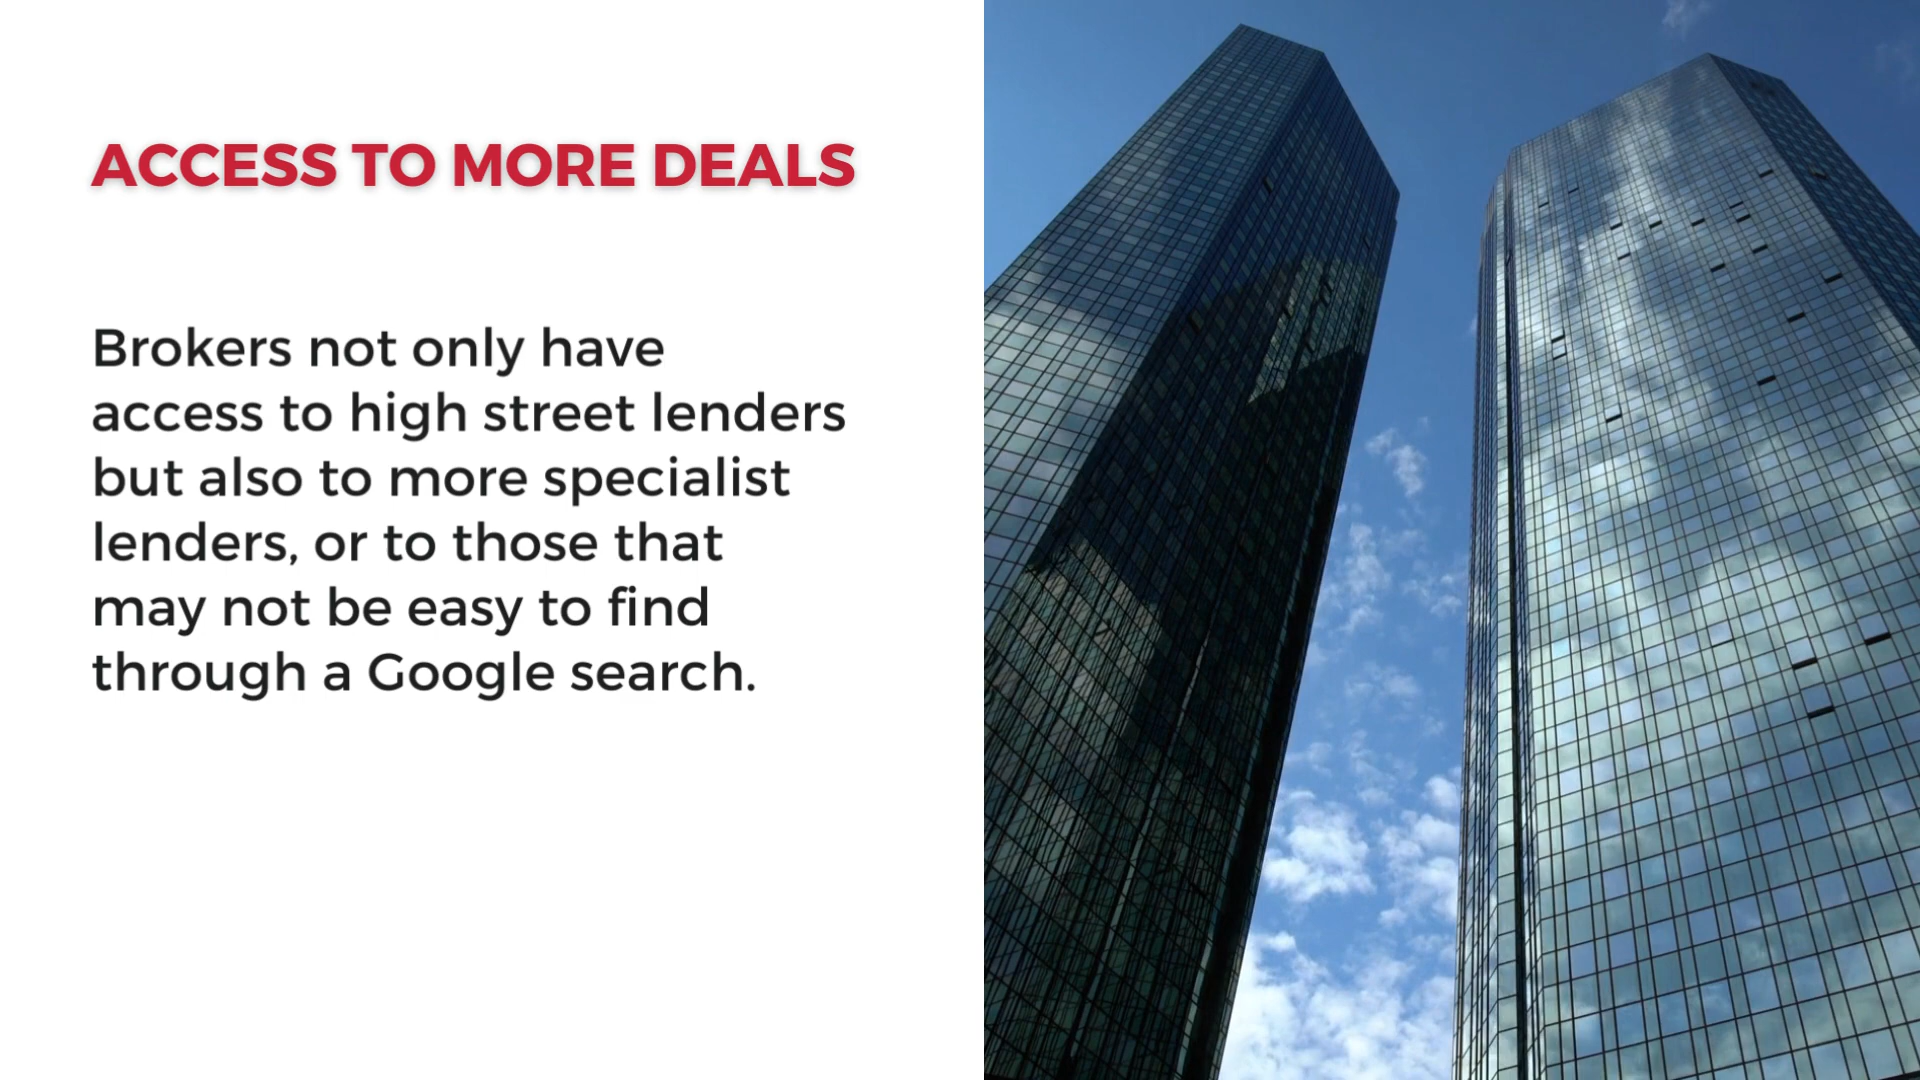 ACCESS TO MORE DEALS
Brokers not only have
access to high street lenders
but also to more specialist
lenders, or to those that
may not be easy to find
through a Google search.